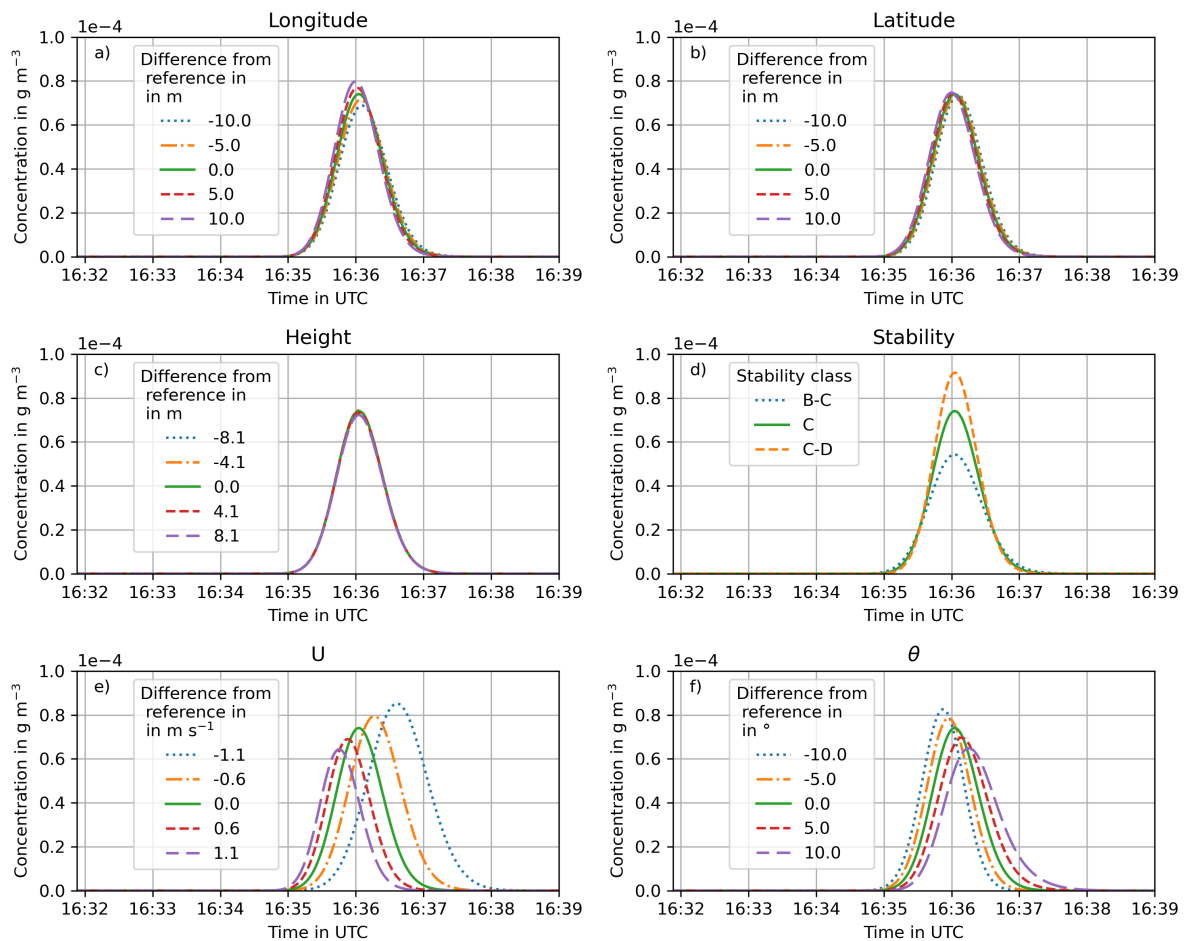 Longitude
1e−4
a)
Difference from
reference in
in m
-10.0
-5.0
0.0
5.0
10.0
Concentration in g m⁻³
1.0
0.8
0.6
0.4
0.2
0.0
16:32 16:33 16:34 16:35 16:36 16:37 16:38 16:39
Time in UTC
Latitude
1e−4
b)
Difference from
reference in
in m
-10.0
-5.0
0.0
5.0
10.0
Concentration in g m⁻³
1.0
0.8
0.6
0.4
0.2
0.0
16:32 16:33 16:34 16:35 16:36 16:37 16:38 16:39
Time in UTC
Height
1e−4
c)
Difference from
reference in
in m
-8.1
-4.1
0.0
4.1
8.1
Concentration in g m⁻³
1.0
0.8
0.6
0.4
0.2
0.0
16:32 16:33 16:34 16:35 16:36 16:37 16:38 16:39
Time in UTC
Stability
1e−4
d)
Stability class
B-C
C
C-D
Concentration in g m⁻³
1.0
0.8
0.6
0.4
0.2
0.0
16:32 16:33 16:34 16:35 16:36 16:37 16:38 16:39
Time in UTC
U
1e−4
e)
Difference from
reference in
in m s⁻¹
-1.1
-0.6
0.0
0.6
1.1
Concentration in g m⁻³
1.0
0.8
0.6
0.4
0.2
0.0
16:32 16:33 16:34 16:35 16:36 16:37 16:38 16:39
Time in UTC
θ
1e−4
f)
Difference from
reference in
in °
-10.0
-5.0
0.0
5.0
10.0
Concentration in g m⁻³
1.0
0.8
0.6
0.4
0.2
0.0
16:32 16:33 16:34 16:35 16:36 16:37 16:38 16:39
Time in UTC